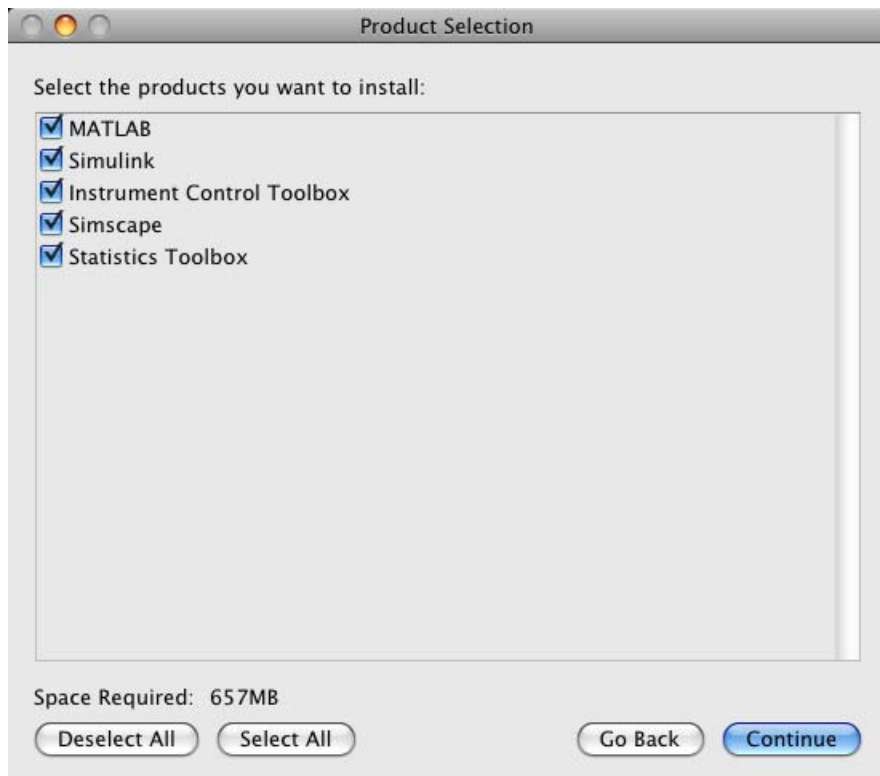 Product Selection
Select the products you want to install:
MATLAB
Simulink
Instrument Control Toolbox
Simscape
Statistics Toolbox
Space Required: 657MB
Deselect All Select All Go Back Continue